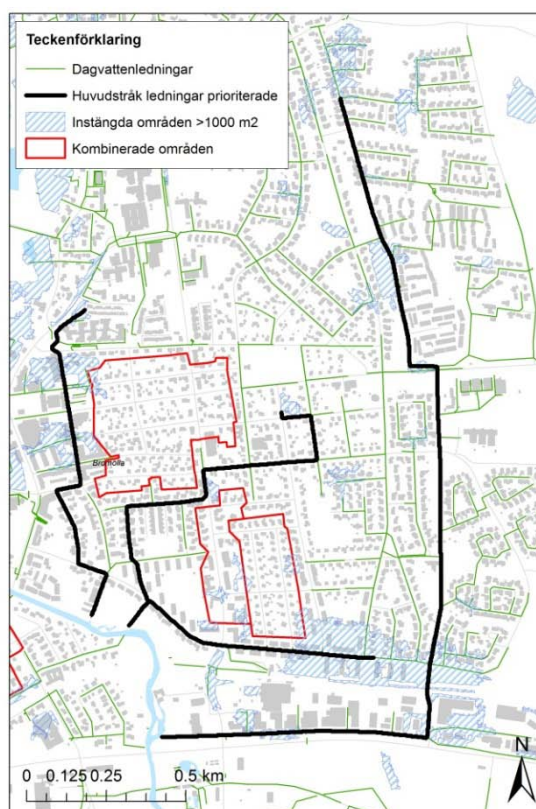 Teckenförklaring
Dagvattenledningar
Huvudstråk ledningar prioriterade
Instängda områden >1000 m2
Kombinerade områden
Bromölla
N
0 0.125 0.25 0.5 km